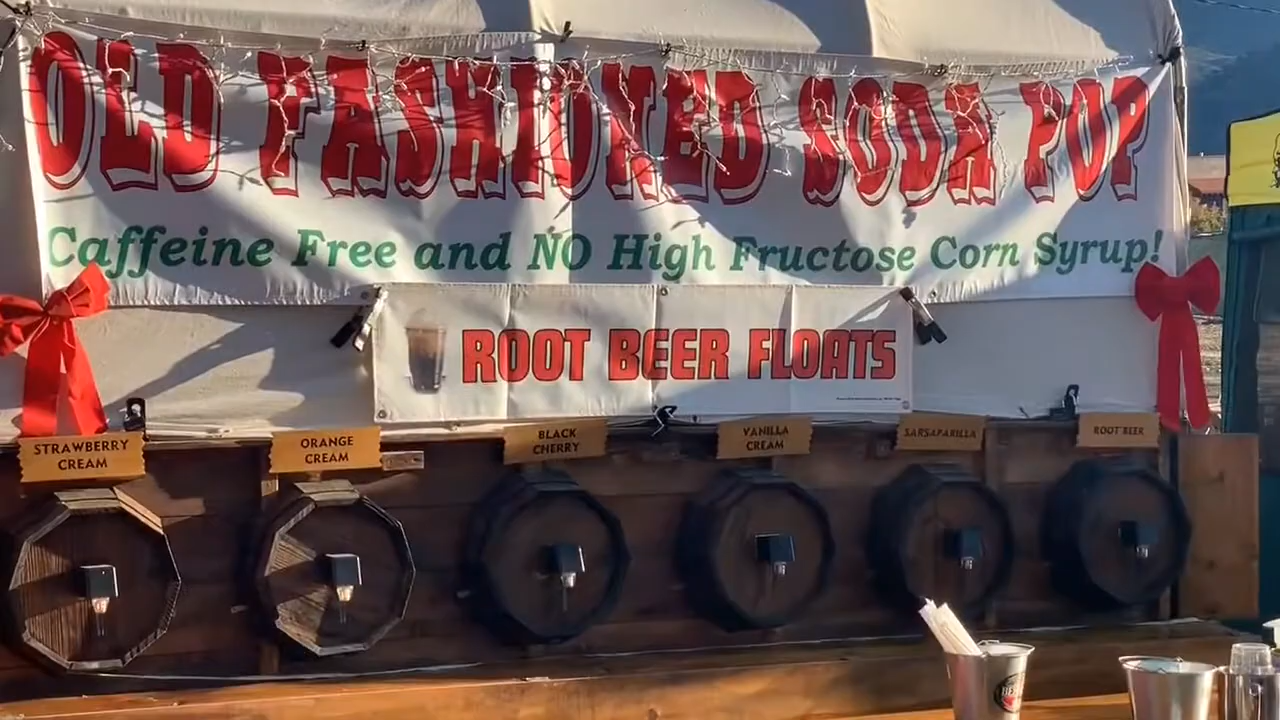 OLD FASHIONED SODA POP
Caffeine Free and NO High Fructose Corn Syrup!
ROOT BEER FLOATS
STRAWBERRY
CREAM
ORANGE
CREAM
BLACK
CHERRY
VANILLA
CREAM
SARSAPARILLA
ROOT BEER